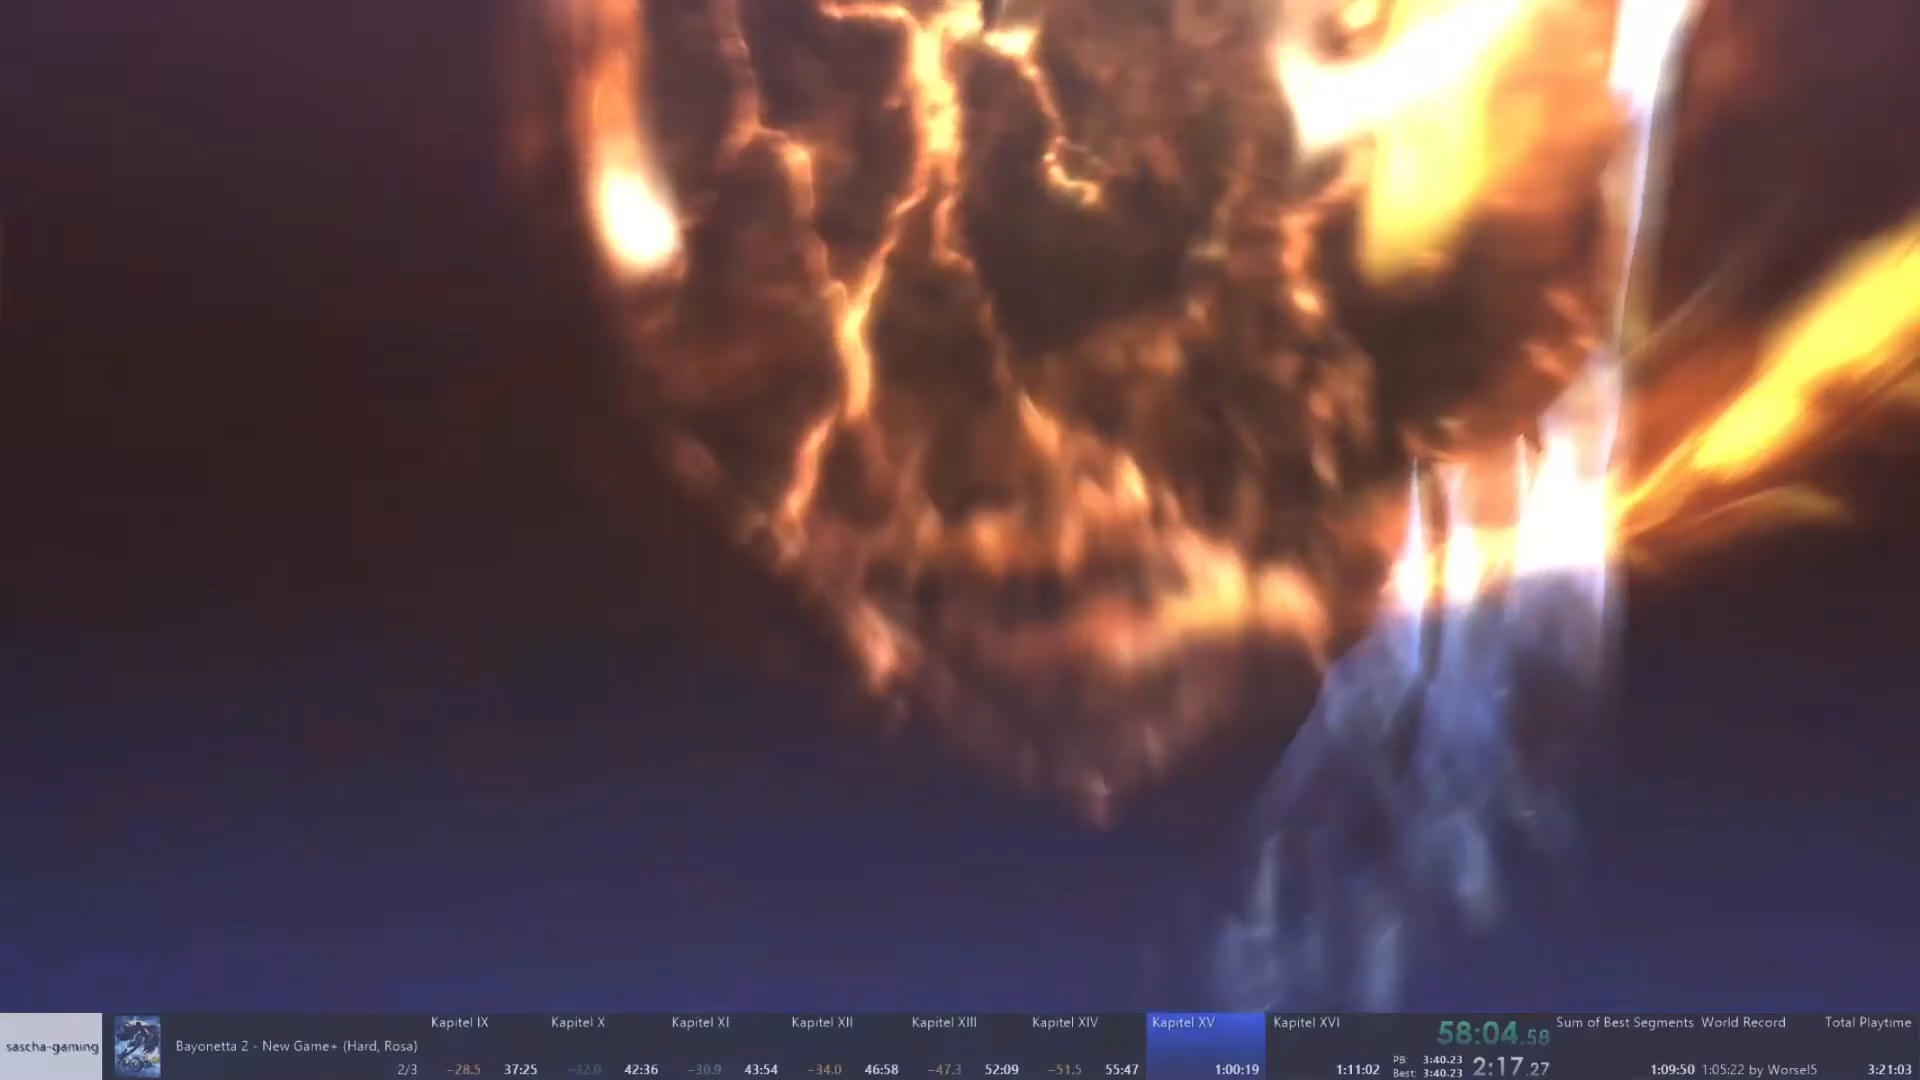 sascha-gaming
Bayonetta 2 - New Game+ (Hard, Rosa)
2/3
Kapitel IX
−28.5 37:25
Kapitel X
−32.0 42:36
Kapitel XI
−30.9 43:54
Kapitel XII
−34.0 46:58
Kapitel XIII
−47.3 52:09
Kapitel XIV
−51.5 55:47
Kapitel XV
1:00:19
Kapitel XVI
1:11:02
58:04.58
PB: 3:40.23
Best: 3:40.23
2:17.27
Sum of Best Segments
1:09:50
World Record
1:05:22 by Worsel5
Total Playtime
3:21:03